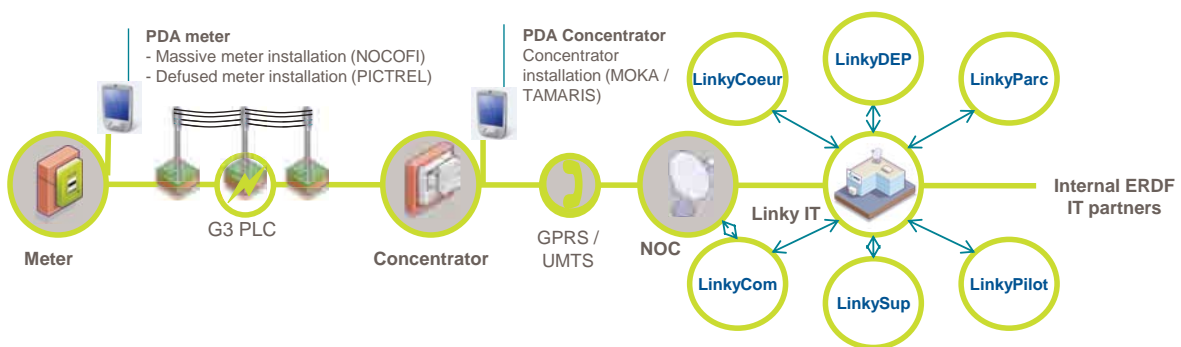 PDA meter
- Massive meter installation (NOCOFI)
- Defused meter installation (PICTREL)
PDA Concentrator
Concentrator
installation (MOKA /
TAMARIS)
LinkyCoeur
LinkyDEP
LinkyParc
G3 PLC
Meter
Concentrator
GPRS /
UMTS
NOC
Linky IT
Internal ERDF
IT partners
LinkyCom
LinkySup
LinkyPilot